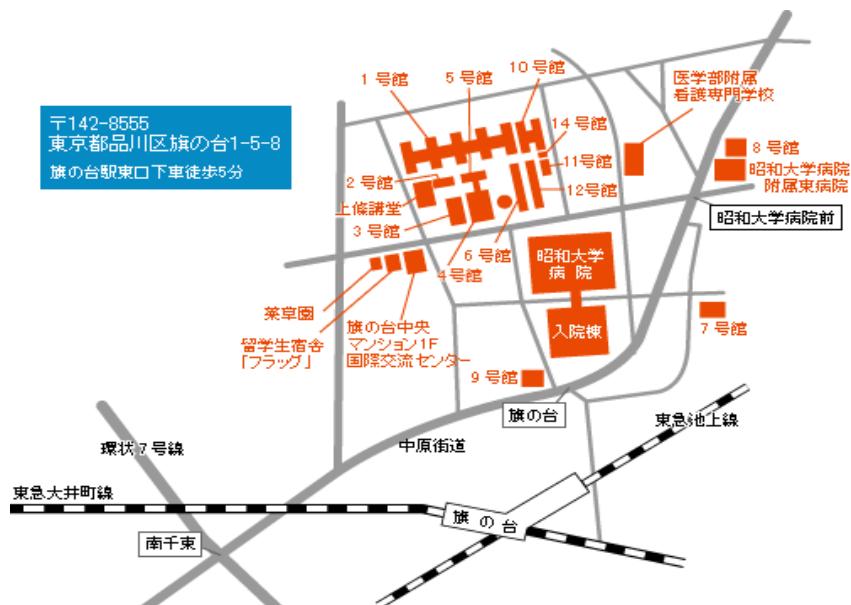 〒142-8555
東京都品川区旗の台1-5-8
旗の台駅東口下車徒歩5分
1号館
5号館
10号館
医学部附属
看護専門学校
14号館
8号館
11号館
昭和大学病院
附属東病院
2号館
12号館
上條講堂
昭和大学病院前
3号館
6号館
4号館
昭和大学
病院
薬草園
留学生宿舎
「フラッグ」
旗の台中央
マンション1F
国際交流センター
入院棟
7号館
9号館
旗の台
東急池上線
中原街道
環状7号線
東急大井町線
旗の台
南千束